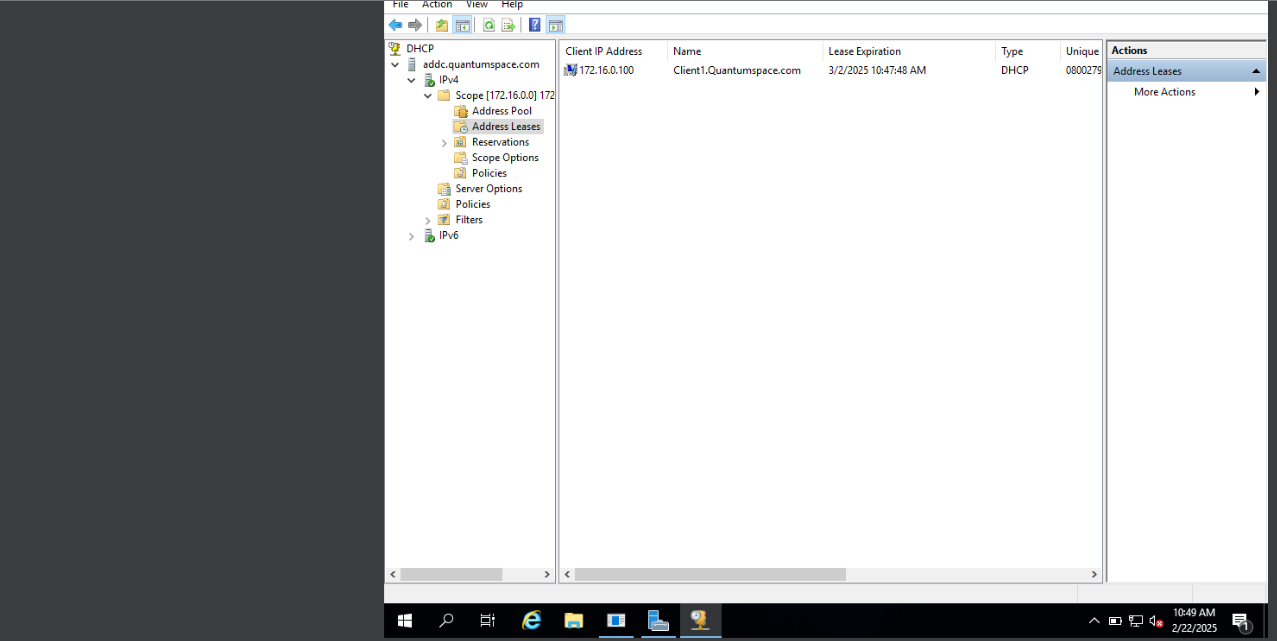 File Action View Help
DHCP
addc.quantumspace.com
IPv4
Scope [172.16.0.0] 172
Address Pool
Address Leases
Reservations
Scope Options
Policies
Server Options
Policies
Filters
IPv6
Client IP Address Name Lease Expiration Type Unique
172.16.0.100 Client1.Quantumspace.com 3/2/2025 10:47:48 AM DHCP 0800279
Actions
Address Leases
More Actions
10:49 AM
2/22/2025
1